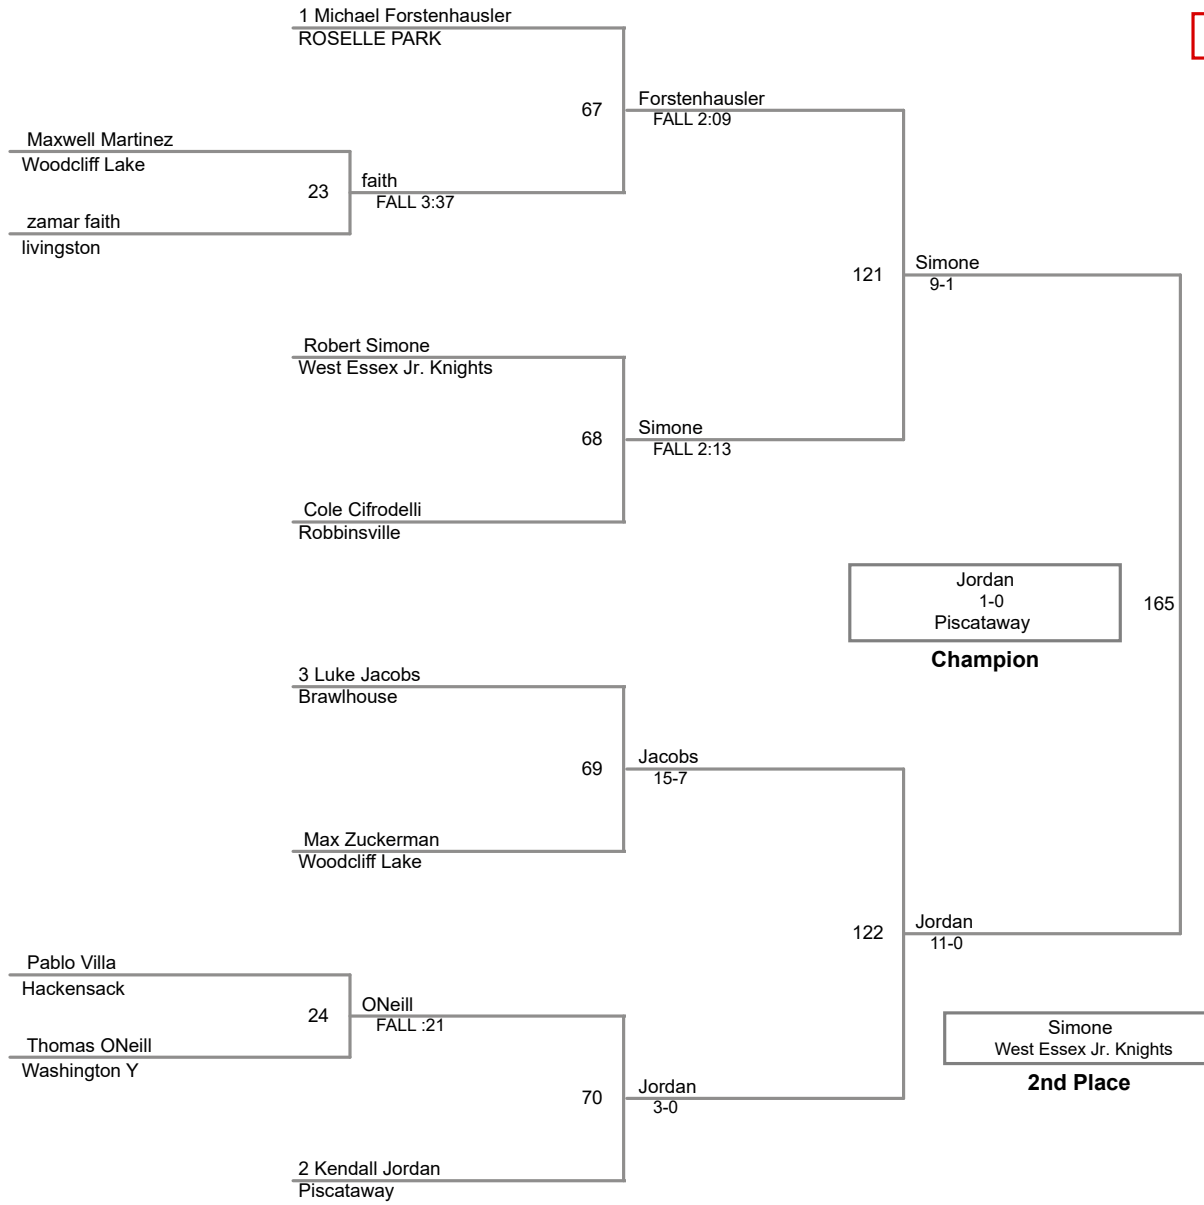 1 Michael Forstenhausler
ROSELLE PARK
67
Forstenhausler
FALL 2:09
Maxwell Martinez
Woodcliff Lake
23
faith
FALL 3:37
zamar faith
livingston
121
Simone
9-1
Robert Simone
West Essex Jr. Knights
68
Simone
FALL 2:13
Cole Cifrodelli
Robbinsville
Jordan
1-0
Piscataway
165
Champion
3 Luke Jacobs
Brawlhouse
69
Jacobs
15-7
Max Zuckerman
Woodcliff Lake
122
Jordan
11-0
Pablo Villa
Hackensack
24
ONeill
FALL :21
Thomas ONeill
Washington Y
Simone
West Essex Jr. Knights
2nd Place
70
Jordan
3-0
2 Kendall Jordan
Piscataway